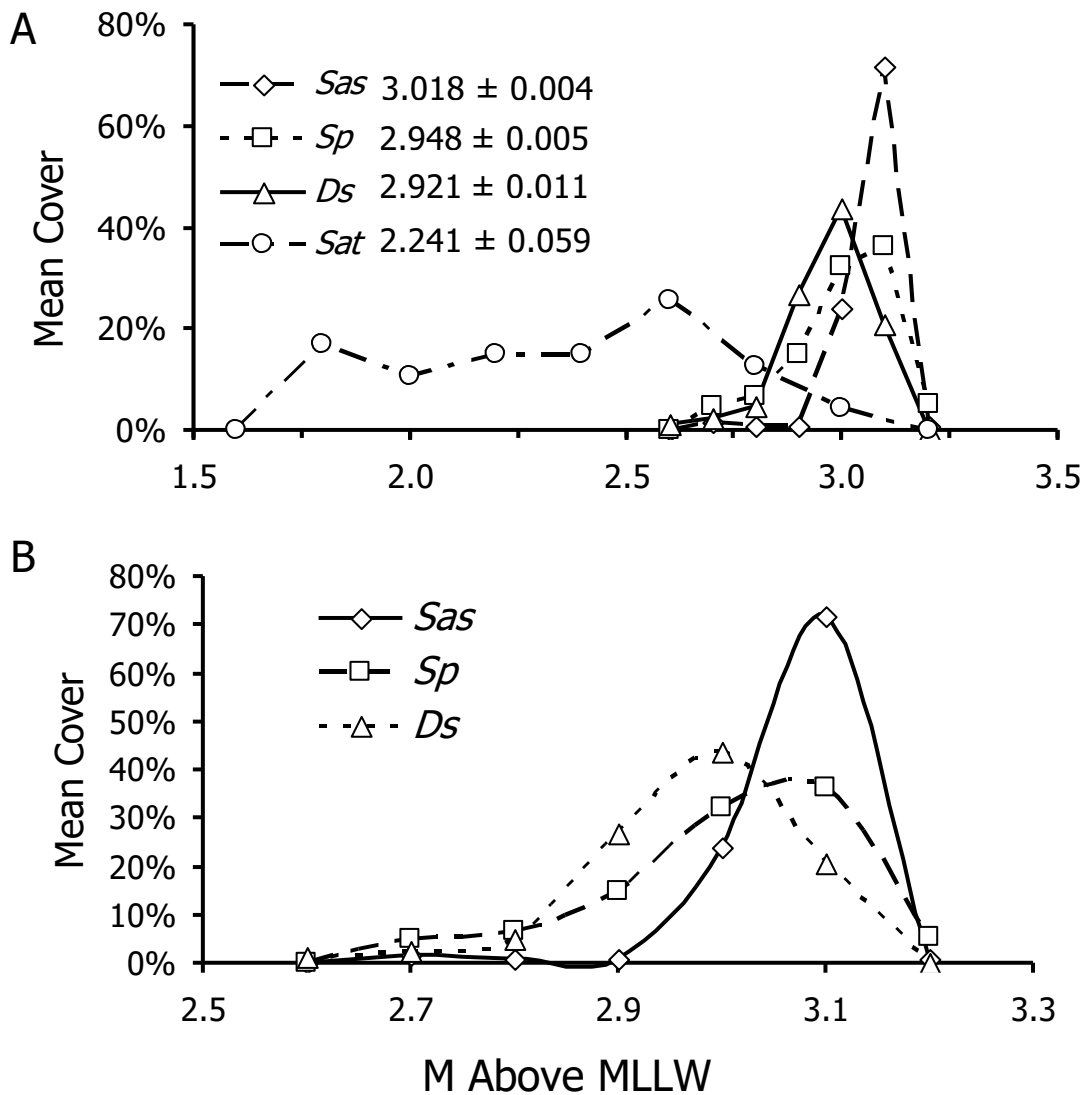 A
80%
60%
40%
20%
0%
Mean Cover
Sas 3.018 ± 0.004
Sp 2.948 ± 0.005
Ds 2.921 ± 0.011
Sat 2.241 ± 0.059
1.5 2.0 2.5 3.0 3.5
B
80%
70%
60%
50%
40%
30%
20%
10%
0%
Mean Cover
Sas
Sp
Ds
2.5 2.7 2.9 3.1 3.3
M Above MLLW